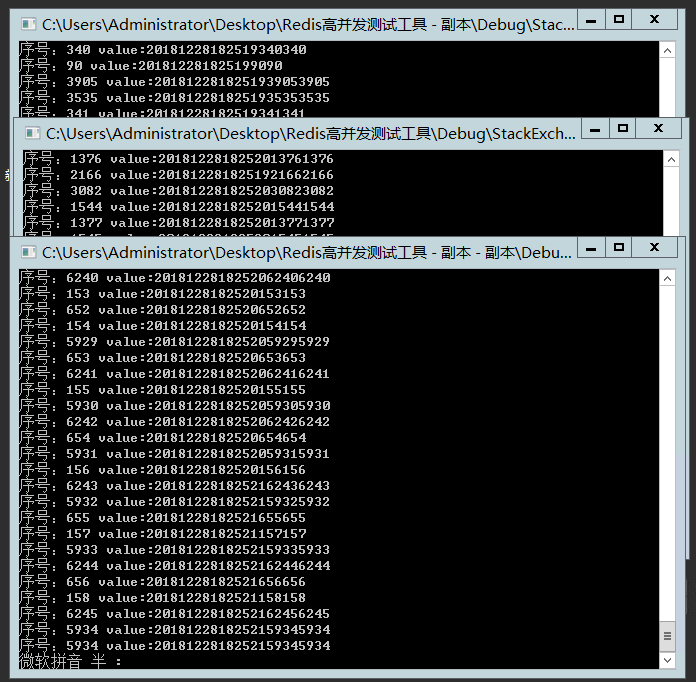 C:\Users\Administrator\Desktop\Redis高并发测试工具 - 副本\Debug\Stac...
序号：340 value:20181228182519340340
序号：90 value:201812281825199090
序号：3905 value:2018122818251939053905
序号：3535 value:2018122818251935353535
序号：341 value:20181228182519341341
C:\Users\Administrator\Desktop\Redis高并发测试工具\Debug\StackExch...
序号：1376 value:2018122818252013761376
序号：2166 value:2018122818251921662166
序号：3082 value:2018122818252030823082
序号：1544 value:2018122818252015441544
序号：1377 value:2018122818252013771377
C:\Users\Administrator\Desktop\Redis高并发测试工具 - 副本 - 副本\Debu...
序号：6240 value:2018122818252062406240
序号：153 value:20181228182520153153
序号：652 value:20181228182520652652
序号：154 value:20181228182520154154
序号：5929 value:2018122818252059295929
序号：653 value:20181228182520653653
序号：6241 value:2018122818252062416241
序号：155 value:20181228182520155155
序号：5930 value:2018122818252059305930
序号：6242 value:2018122818252062426242
序号：654 value:20181228182520654654
序号：5931 value:2018122818252059315931
序号：156 value:20181228182520156156
序号：6243 value:2018122818252162436243
序号：5932 value:2018122818252159325932
序号：655 value:20181228182521655655
序号：157 value:20181228182521157157
序号：5933 value:2018122818252159335933
序号：6244 value:2018122818252162446244
序号：656 value:20181228182521656656
序号：158 value:20181228182521158158
序号：6245 value:2018122818252162456245
序号：5934 value:2018122818252159345934
序号：5934 value:2018122818252159345934
微软拼音 半 ：